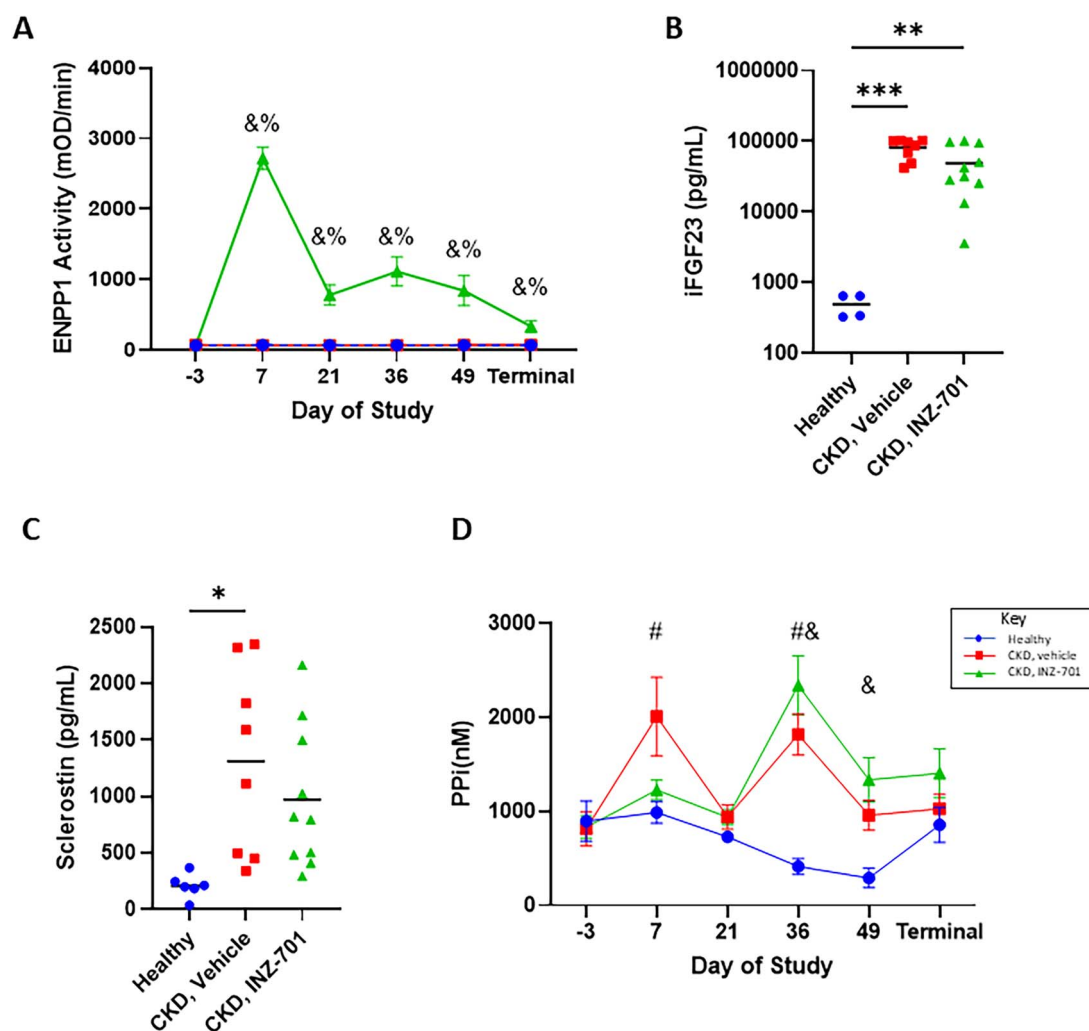 A
ENPP1 Activity (mOD/min)
4000
3000
2000
1000
0
&%
&%
&%
&%
&%
-3 7 21 36 49 Terminal
Day of Study
B
iFGF23 (pg/mL)
1000000
100000
10000
1000
100
**
***
Healthy
CKD, Vehicle
CKD, INZ-701
C
Sclerostin (pg/mL)
2500
2000
1500
1000
500
0
*
Healthy
CKD, Vehicle
CKD, INZ-701
D
PPi(nM)
3000
2000
1000
0
#
#&
&
-3 7 21 36 49 Terminal
Day of Study
Key
Healthy
CKD, vehicle
CKD, INZ-701